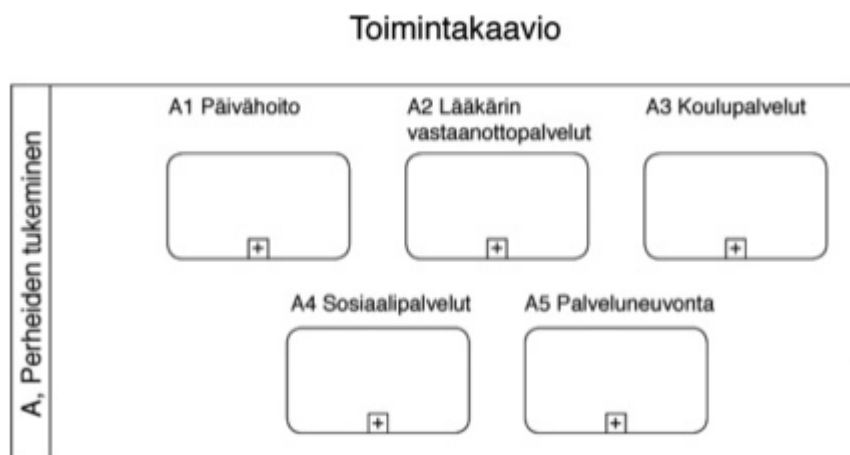 Toimintakaavio
A, Perheiden tukeminen
A1 Päivähoito
A2 Lääkärin
vastaanottopalvelut
A3 Koulupalvelut
A4 Sosiaalipalvelut
A5 Palveluneuvonta